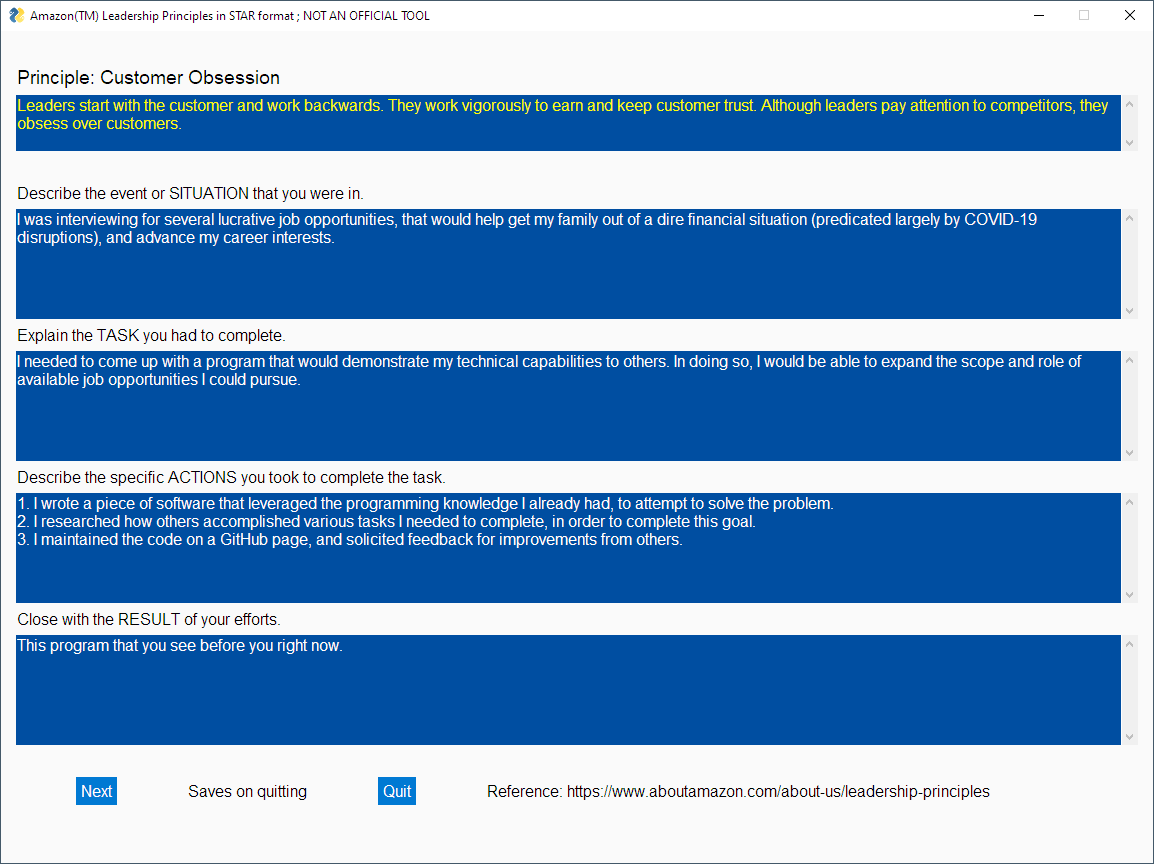 Amazon(TM) Leadership Principles in STAR format ; NOT AN OFFICIAL TOOL
Principle: Customer Obsession
Leaders start with the customer and work backwards. They work vigorously to earn and keep customer trust. Although leaders pay attention to competitors, they
obsess over customers.
Describe the event or SITUATION that you were in.
I was interviewing for several lucrative job opportunities, that would help get my family out of a dire financial situation (predicated largely by COVID-19
disruptions), and advance my career interests.
Explain the TASK you had to complete.
I needed to come up with a program that would demonstrate my technical capabilities to others. In doing so, I would be able to expand the scope and role of
available job opportunities I could pursue.
Describe the specific ACTIONS you took to complete the task.
1. I wrote a piece of software that leveraged the programming knowledge I already had, to attempt to solve the problem.
2. I researched how others accomplished various tasks I needed to complete, in order to complete this goal.
3. I maintained the code on a GitHub page, and solicited feedback for improvements from others.
Close with the RESULT of your efforts.
This program that you see before you right now.
Next Saves on quitting Quit Reference: https://www.aboutamazon.com/about-us/leadership-principles